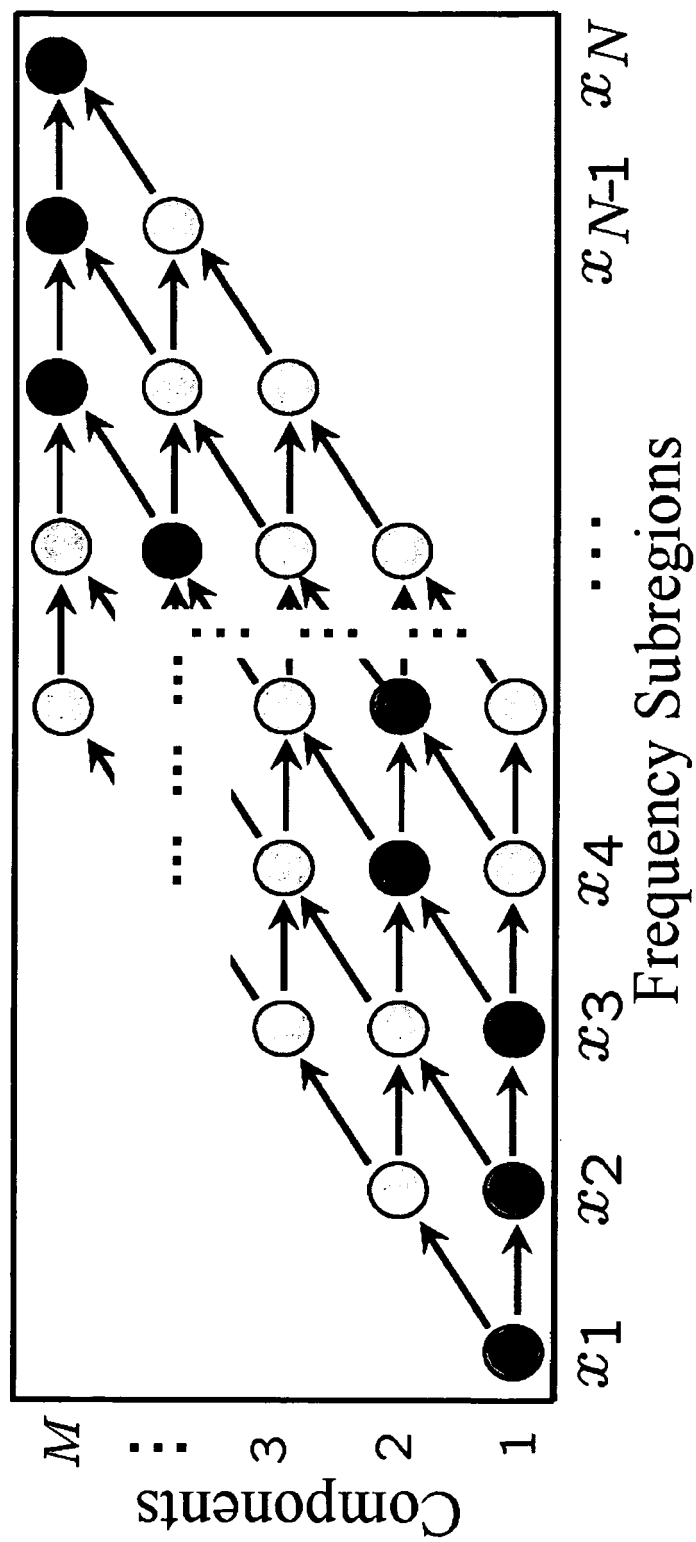 Components
M
⋮
3
2
1
x1 x2 x3 x4 ... xN-1 xN
Frequency Subregions